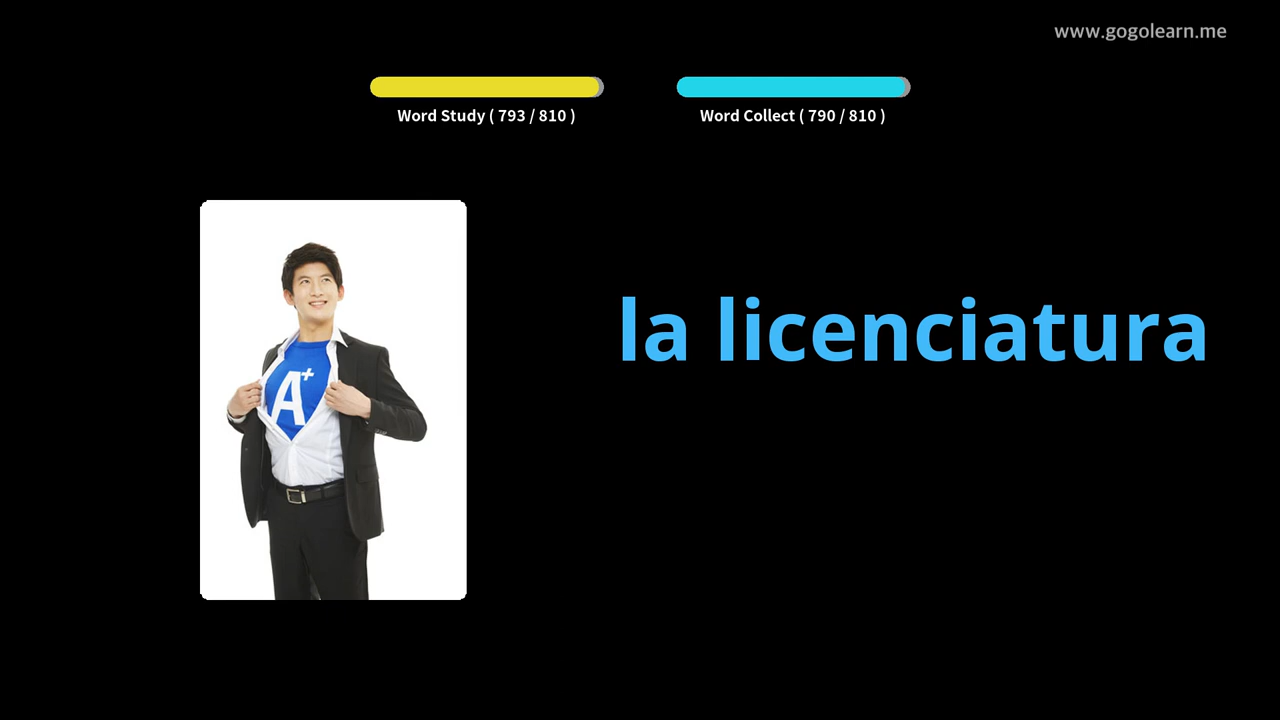 www.gogolearn.me
Word Study ( 793 / 810 )
Word Collect ( 790 / 810 )
la licenciatura
A+